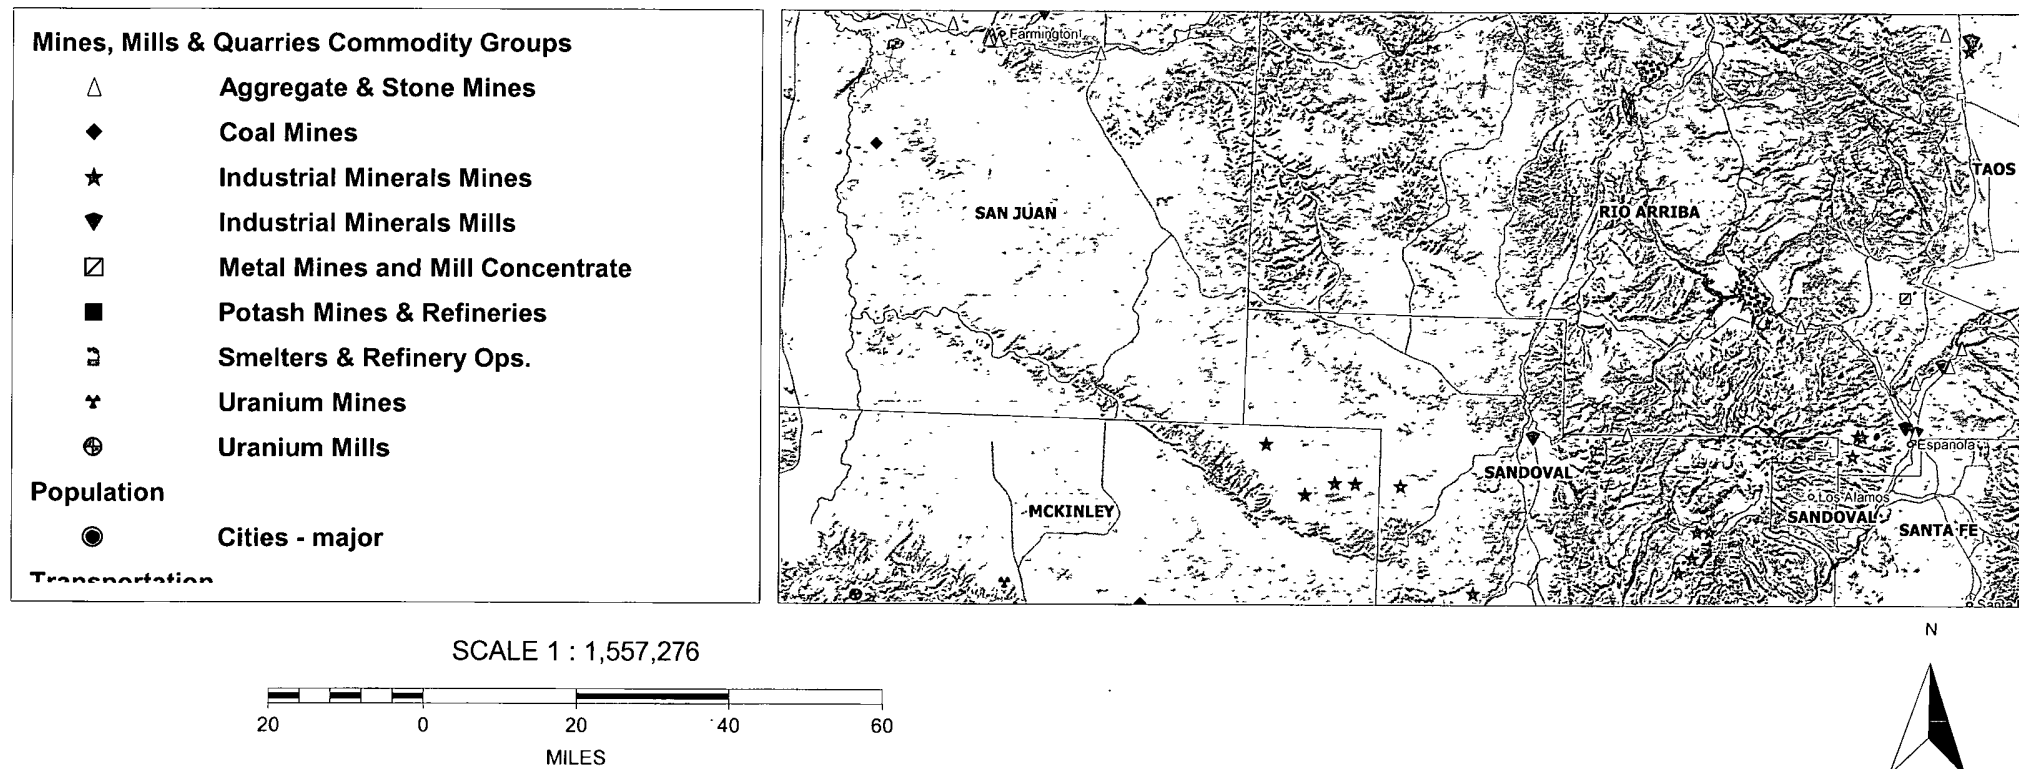 Mines, Mills & Quarries Commodity Groups
Aggregate & Stone Mines
Coal Mines
Industrial Minerals Mines
Industrial Minerals Mills
Metal Mines and Mill Concentrate
Potash Mines & Refineries
Smelters & Refinery Ops.
Uranium Mines
Uranium Mills
Population
Cities - major
Transportation
Farmington
TAOS
SAN JUAN
RIO ARRIBA
Española
SANDOVAL
Los Alamos
MCKINLEY
SANDOVAL
SANTA FE
SCALE 1 : 1,557,276
20 0 20 40 60
MILES
N